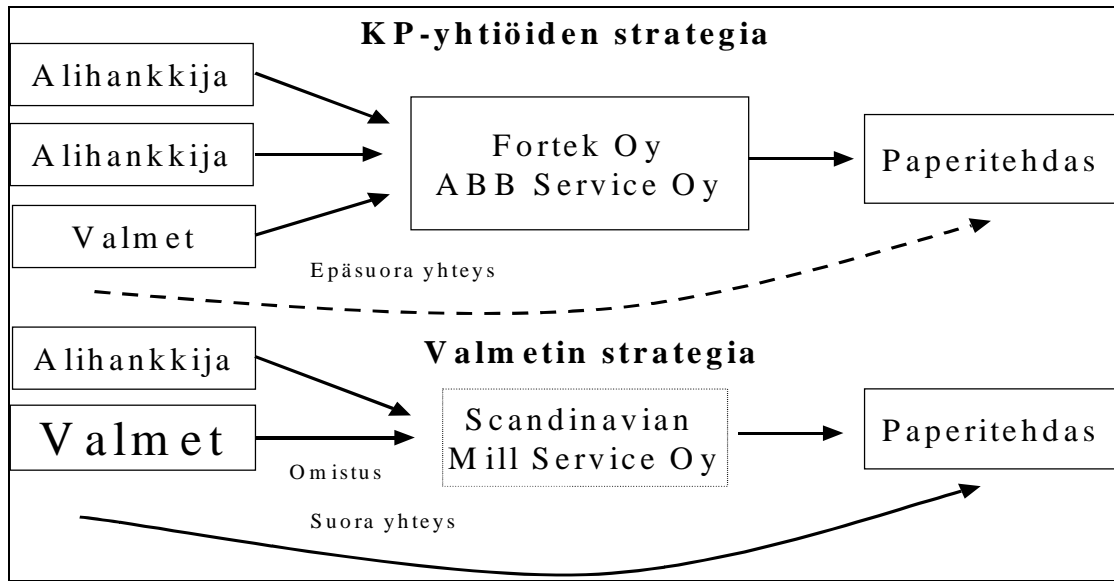 KP-yhtiöiden strategia
Alihankkija
Alihankkija
Valmet
Fortek Oy
ABB Service Oy
Paperitehdas
Epäsuora yhteys
Valmetin strategia
Alihankkija
Valmet
Omistus
Scandinavian
Mill Service Oy
Paperitehdas
Suora yhteys